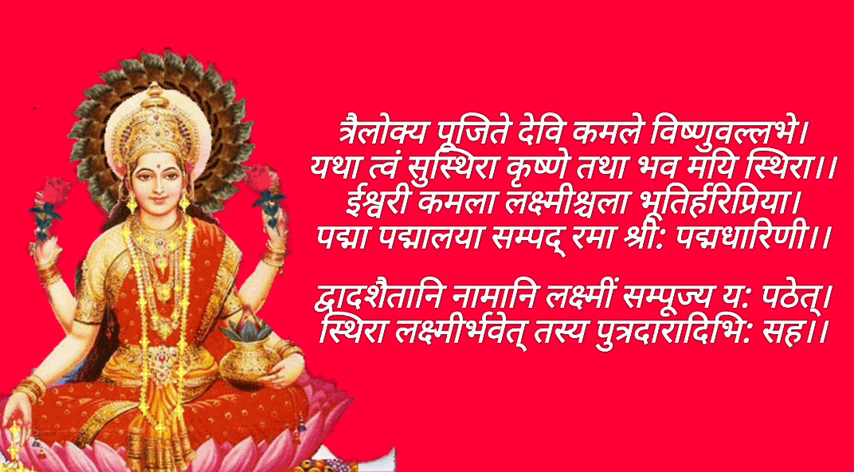 त्रैलोक्य पूजिते देवि कमले विष्णुवल्लभे।
यथा त्वं सुस्थिरा कृष्णे तथा भव मयि स्थिरा।।
ईश्वरी कमला लक्ष्मीश्चला भूतिर्हरिप्रिया।
पद्मा पद्मालया सम्पद् रमा श्री: पद्मधारिणी।।
द्वादशैतानि नामानि लक्ष्मीं सम्पूज्य य: पठेत्।
स्थिरा लक्ष्मीर्भवेत् तस्य पुत्रदारादिभि: सह।।